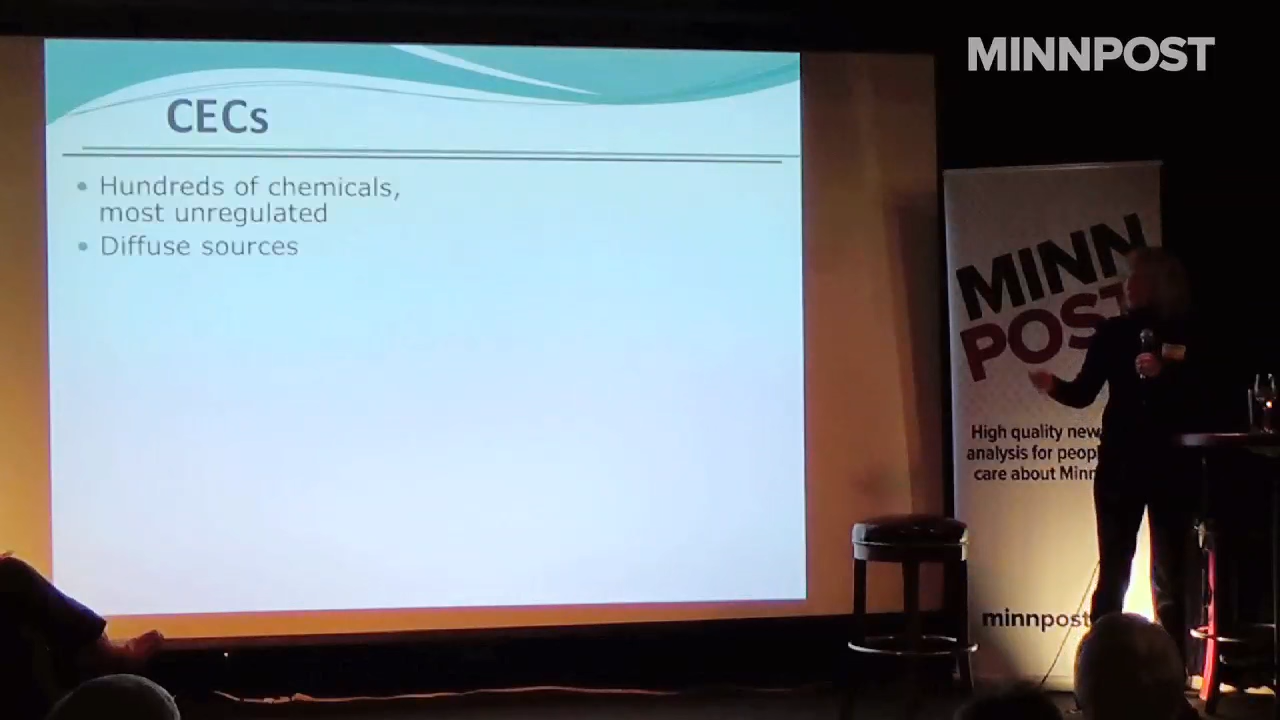 MINNPOST
CECs
• Hundreds of chemicals,
most unregulated
• Diffuse sources
MINN
POST
High quality new
analysis for peop
care about Minn
minnpost